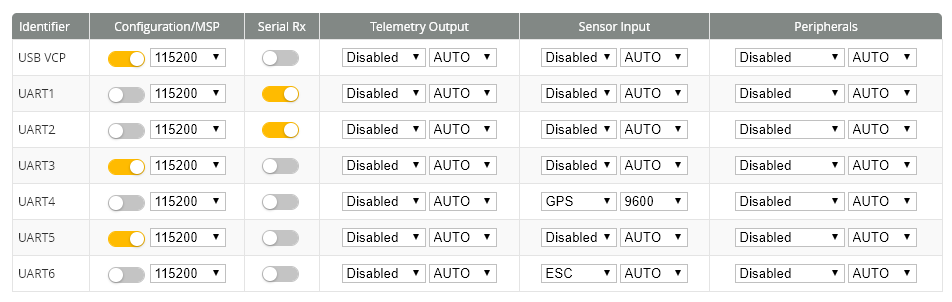 Identifier Configuration/MSP Serial Rx Telemetry Output Sensor Input Peripherals
USB VCP 115200 Disabled AUTO Disabled AUTO Disabled AUTO
UART1 115200 Disabled AUTO Disabled AUTO Disabled AUTO
UART2 115200 Disabled AUTO Disabled AUTO Disabled AUTO
UART3 115200 Disabled AUTO Disabled AUTO Disabled AUTO
UART4 115200 Disabled AUTO GPS 9600 Disabled AUTO
UART5 115200 Disabled AUTO Disabled AUTO Disabled AUTO
UART6 115200 Disabled AUTO ESC AUTO Disabled AUTO